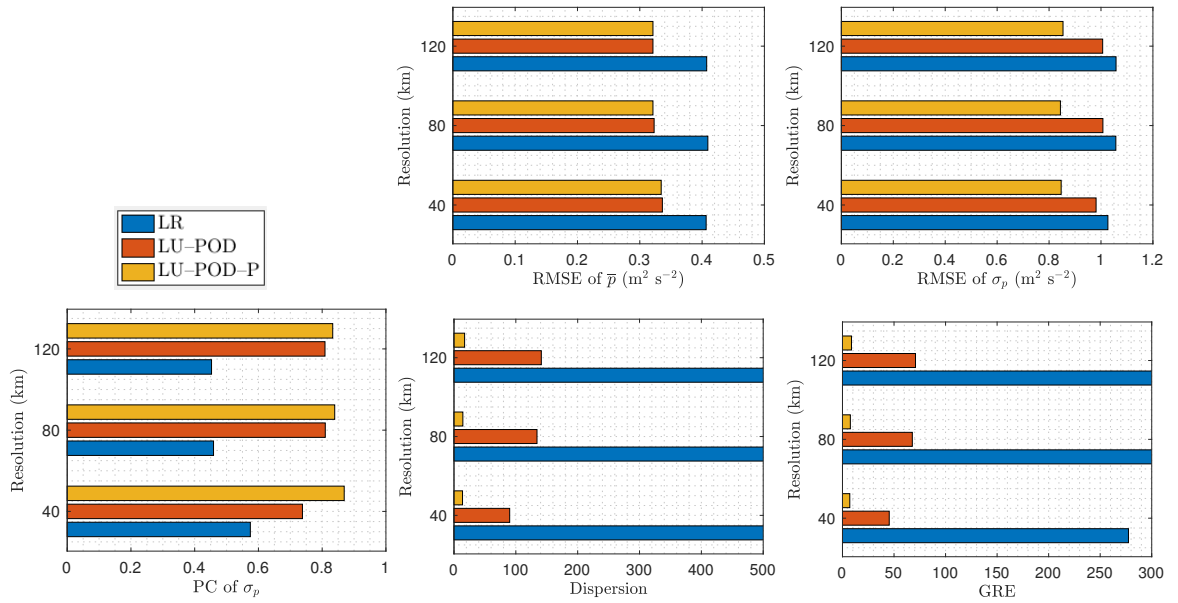 120
80
40
Resolution (km)
0 0.1 0.2 0.3 0.4 0.5
RMSE of p̅ (m² s⁻²)
120
80
40
Resolution (km)
0 0.2 0.4 0.6 0.8 1 1.2
RMSE of σₚ (m² s⁻²)
LR
LU–POD
LU–POD–P
120
80
40
Resolution (km)
0 0.2 0.4 0.6 0.8 1
PC of σₚ
120
80
40
Resolution (km)
0 100 200 300 400 500
Dispersion
120
80
40
Resolution (km)
0 50 100 150 200 250 300
GRE